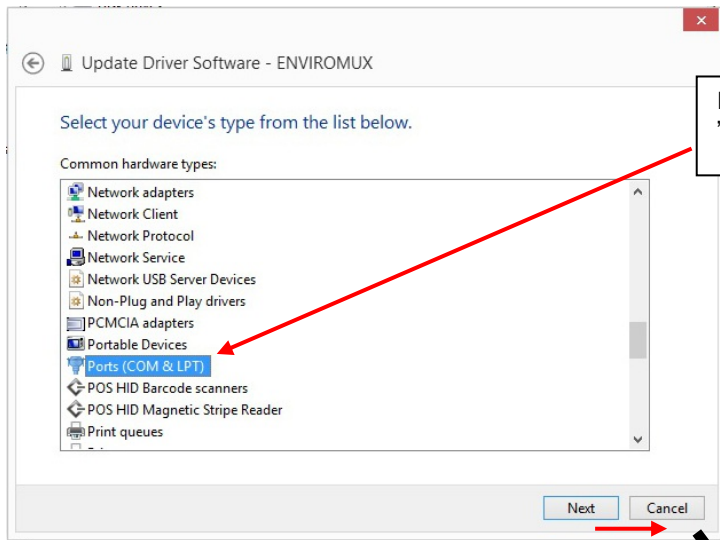 Update Driver Software - ENVIROMUX
Select your device's type from the list below.
Common hardware types:
Network adapters
Network Client
Network Protocol
Network Service
Network USB Server Devices
Non-Plug and Play drivers
PCMCIA adapters
Portable Devices
Ports (COM & LPT)
POS HID Barcode scanners
POS HID Magnetic Stripe Reader
Print queues
Next Cancel